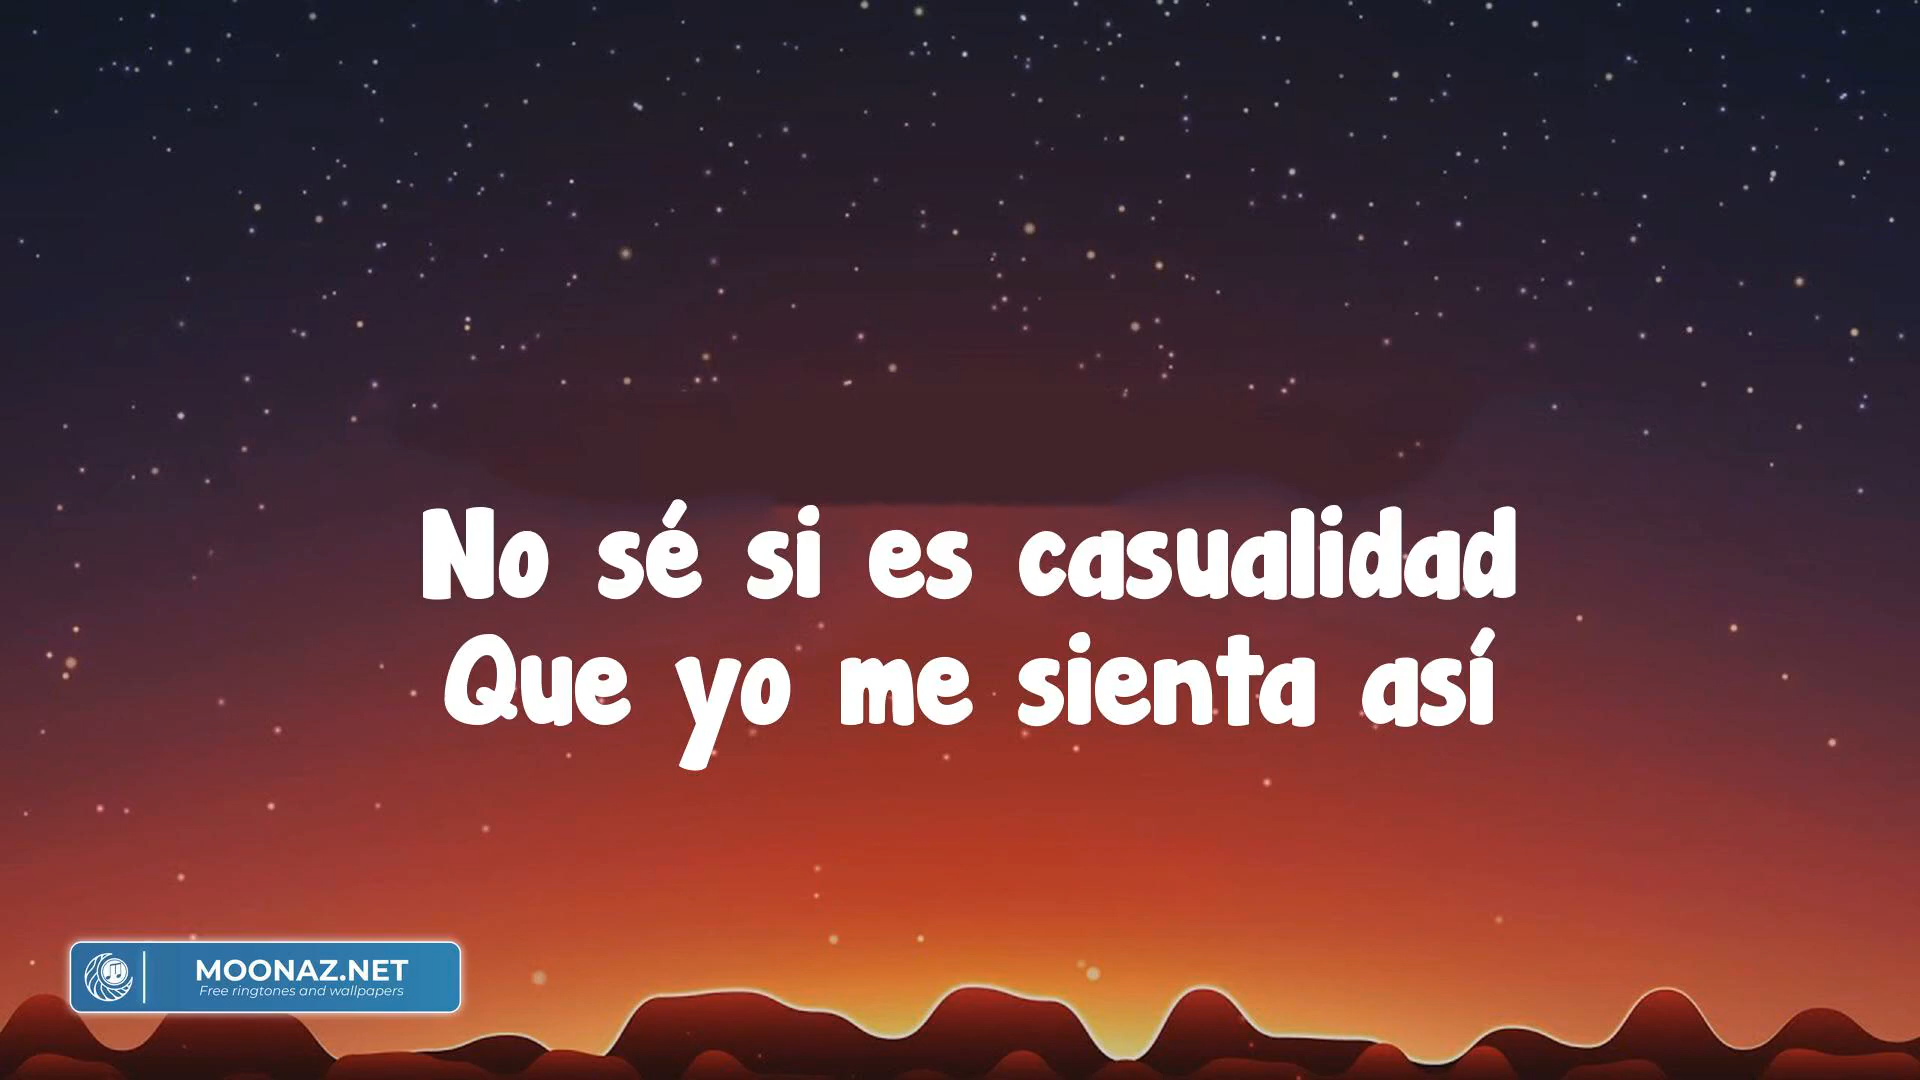 No sé si es casualidad
Que yo me sienta así
MOONAZ.NET
Free ringtones and wallpapers